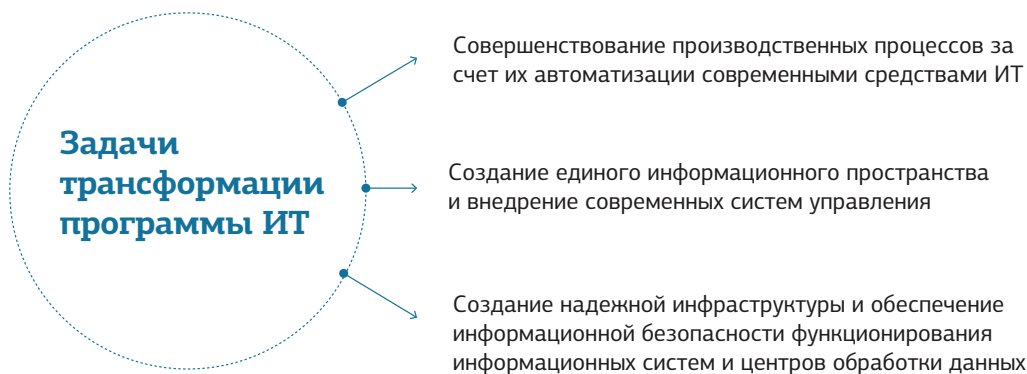 Задачи
трансформации
программы ИТ
Совершенствование производственных процессов за
счет их автоматизации современными средствами ИТ
Создание единого информационного пространства
и внедрение современных систем управления
Создание надежной инфраструктуры и обеспечение
информационной безопасности функционирования
информационных систем и центров обработки данных